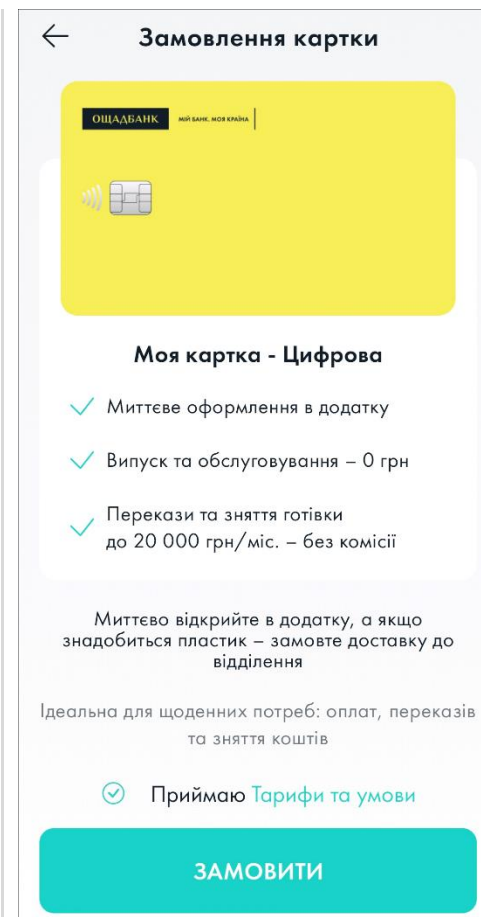 Замовлення картки
ОЩАДБАНК
МІЙ БАНК. МОЯ КРАЇНА
Моя картка - Цифрова
Миттєве оформлення в додатку
Випуск та обслуговування – 0 грн
Перекази та зняття готівки
до 20 000 грн/міс. – без комісії
Миттєво відкрийте в додатку, а якщо
знадобиться пластик – замовте доставку до
відділення
Ідеальна для щоденних потреб: оплат, переказів
та зняття коштів
Приймаю Тарифи та умови
ЗАМОВИТИ